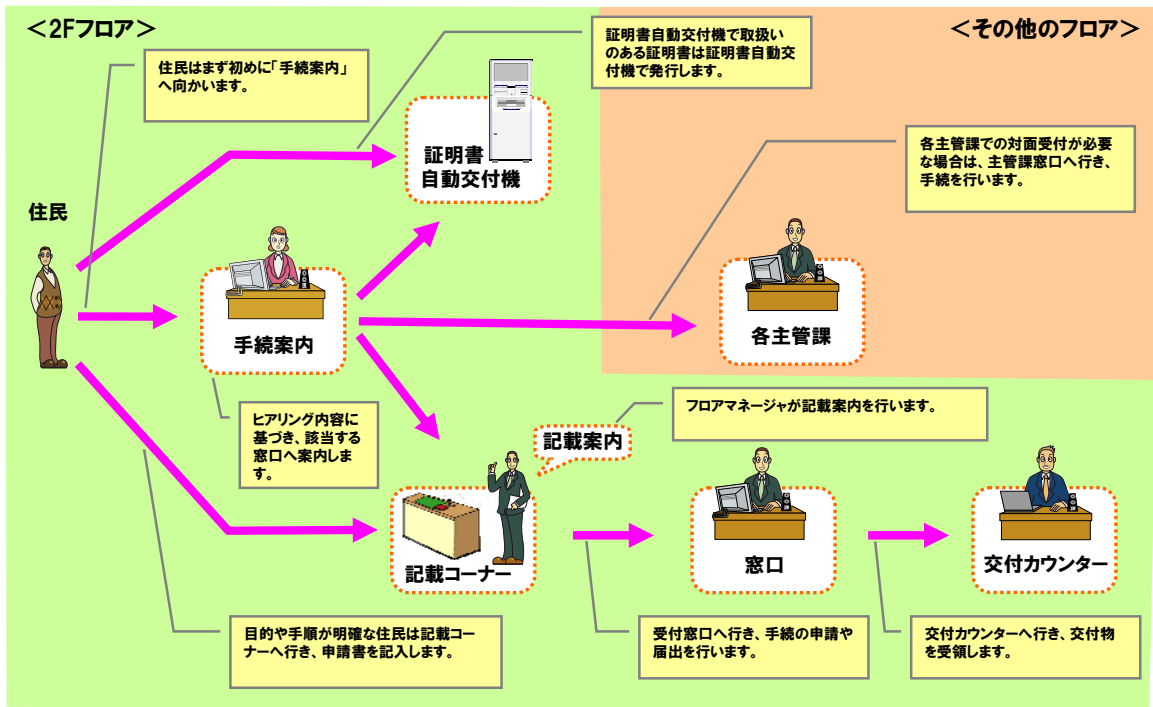 ＜2Fフロア＞
＜その他のフロア＞
住民はまず初めに「手続案内」
へ向かいます。
証明書自動交付機で取扱い
のある証明書は証明書自動交
付機で発行します。
各主管課での対面受付が必要
な場合は、主管課窓口へ行き、
手続を行います。
証明書
自動交付機
住民
手続案内
各主管課
ヒアリング内容に
基づき、該当する
窓口へ案内しま
す。
フロアマネージャが記載案内を行います。
記載案内
記載コーナー
窓口
交付カウンター
目的や手順が明確な住民は記載コー
ナーへ行き、申請書を記入します。
受付窓口へ行き、手続の申請や
届出を行います。
交付カウンターへ行き、交付物
を受領します。